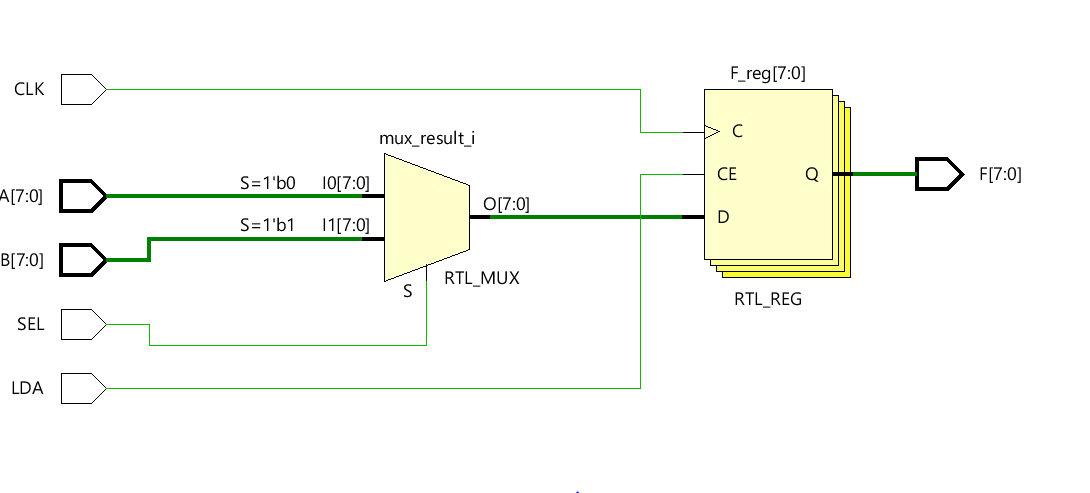 F_reg[7:0]
CLK
C
mux_result_i
CE
Q
F[7:0]
S=1'b0
I0[7:0]
A[7:0]
O[7:0]
D
S=1'b1
I1[7:0]
B[7:0]
RTL_MUX
S
RTL_REG
SEL
LDA